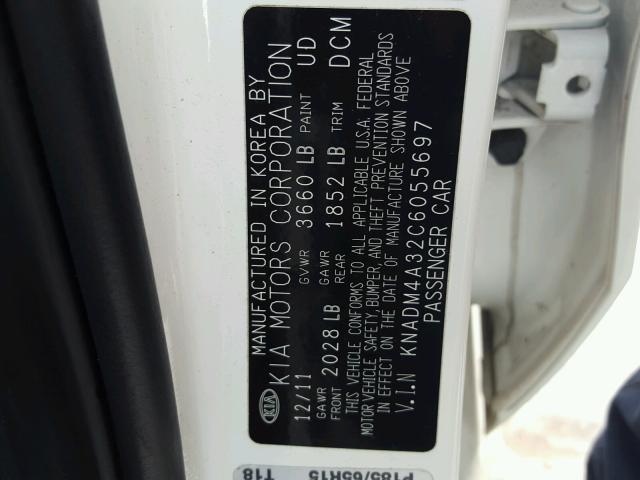 KIA
MANUFACTURED IN KOREA BY
KIA MOTORS CORPORATION
12/11 GVWR 3660 LB PAINT UD
GAWR FRONT 2028 LB GAWR REAR 1852 LB TRIM DCM
THIS VEHICLE CONFORMS TO ALL APPLICABLE U.S.A. FEDERAL
MOTOR VEHICLE SAFETY, BUMPER, AND THEFT PREVENTION STANDARDS
IN EFFECT ON THE DATE OF MANUFACTURE SHOWN ABOVE
V.I.N KNADM4A32C6055697
PASSENGER CAR
P185/65R15
T18